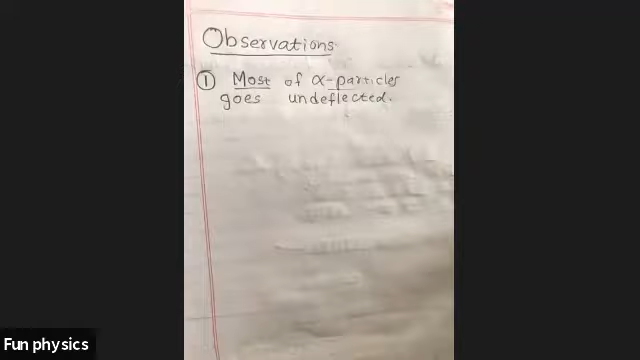 Observations
① Most of α-particles
goes undeflected.
Fun physics